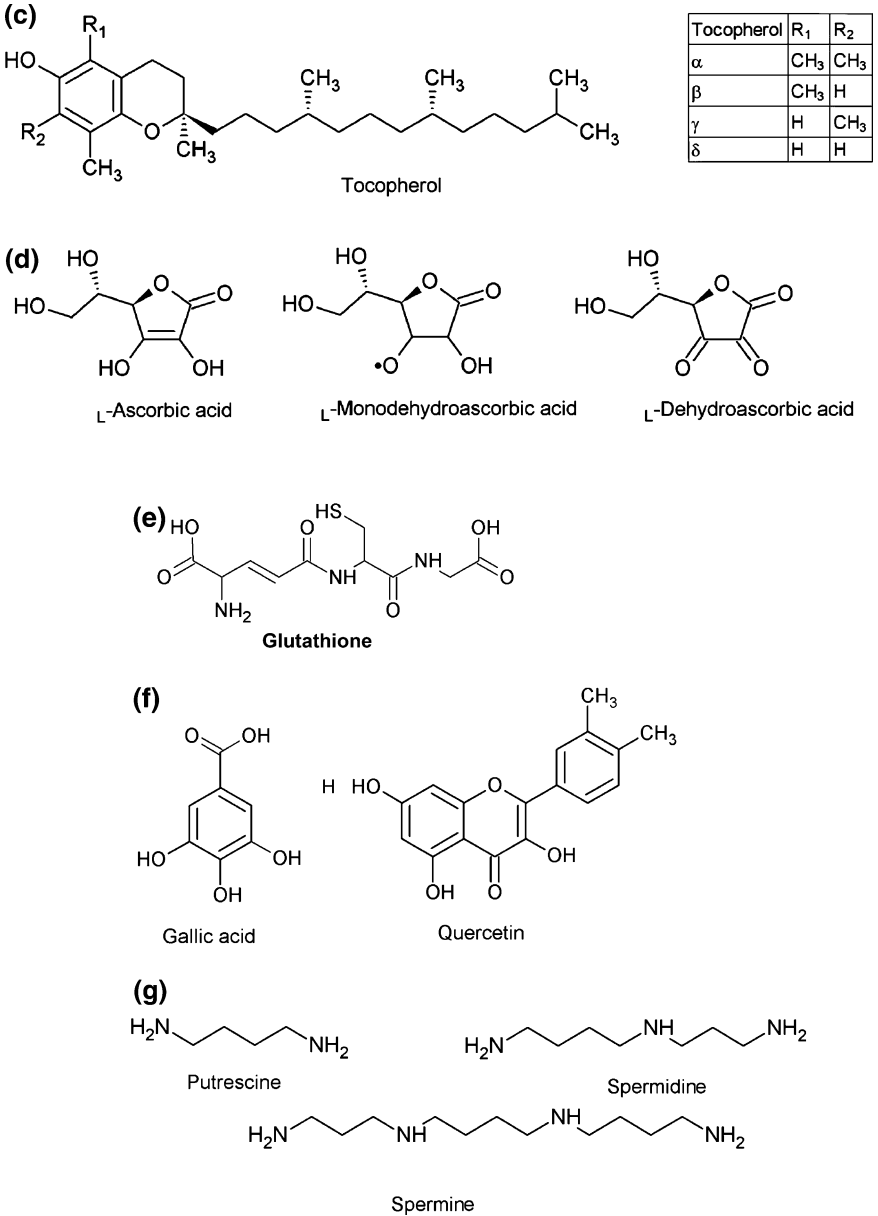 (c)
R1
HO
R2
O
CH3
CH3
CH3
CH3
CH3
CH3
Tocopherol
Tocopherol R1 R2
α CH3 CH3
β CH3 H
γ H CH3
δ H H
(d)
HO
HO
O
O
HO
OH
L-Ascorbic acid
HO
HO
O
O
•O
OH
L-Monodehydroascorbic acid
HO
HO
O
O
O
O
L-Dehydroascorbic acid
(e)
HO
O
NH2
O
NH
HS
O
HN
OH
O
Glutathione
(f)
O
OH
HO
OH
OH
Gallic acid
H
HO
O
CH3
CH3
OH
OH
O
Quercetin
(g)
H2N
NH2
Putrescine
H2N
NH
NH2
Spermidine
H2N
NH
NH
NH2
Spermine